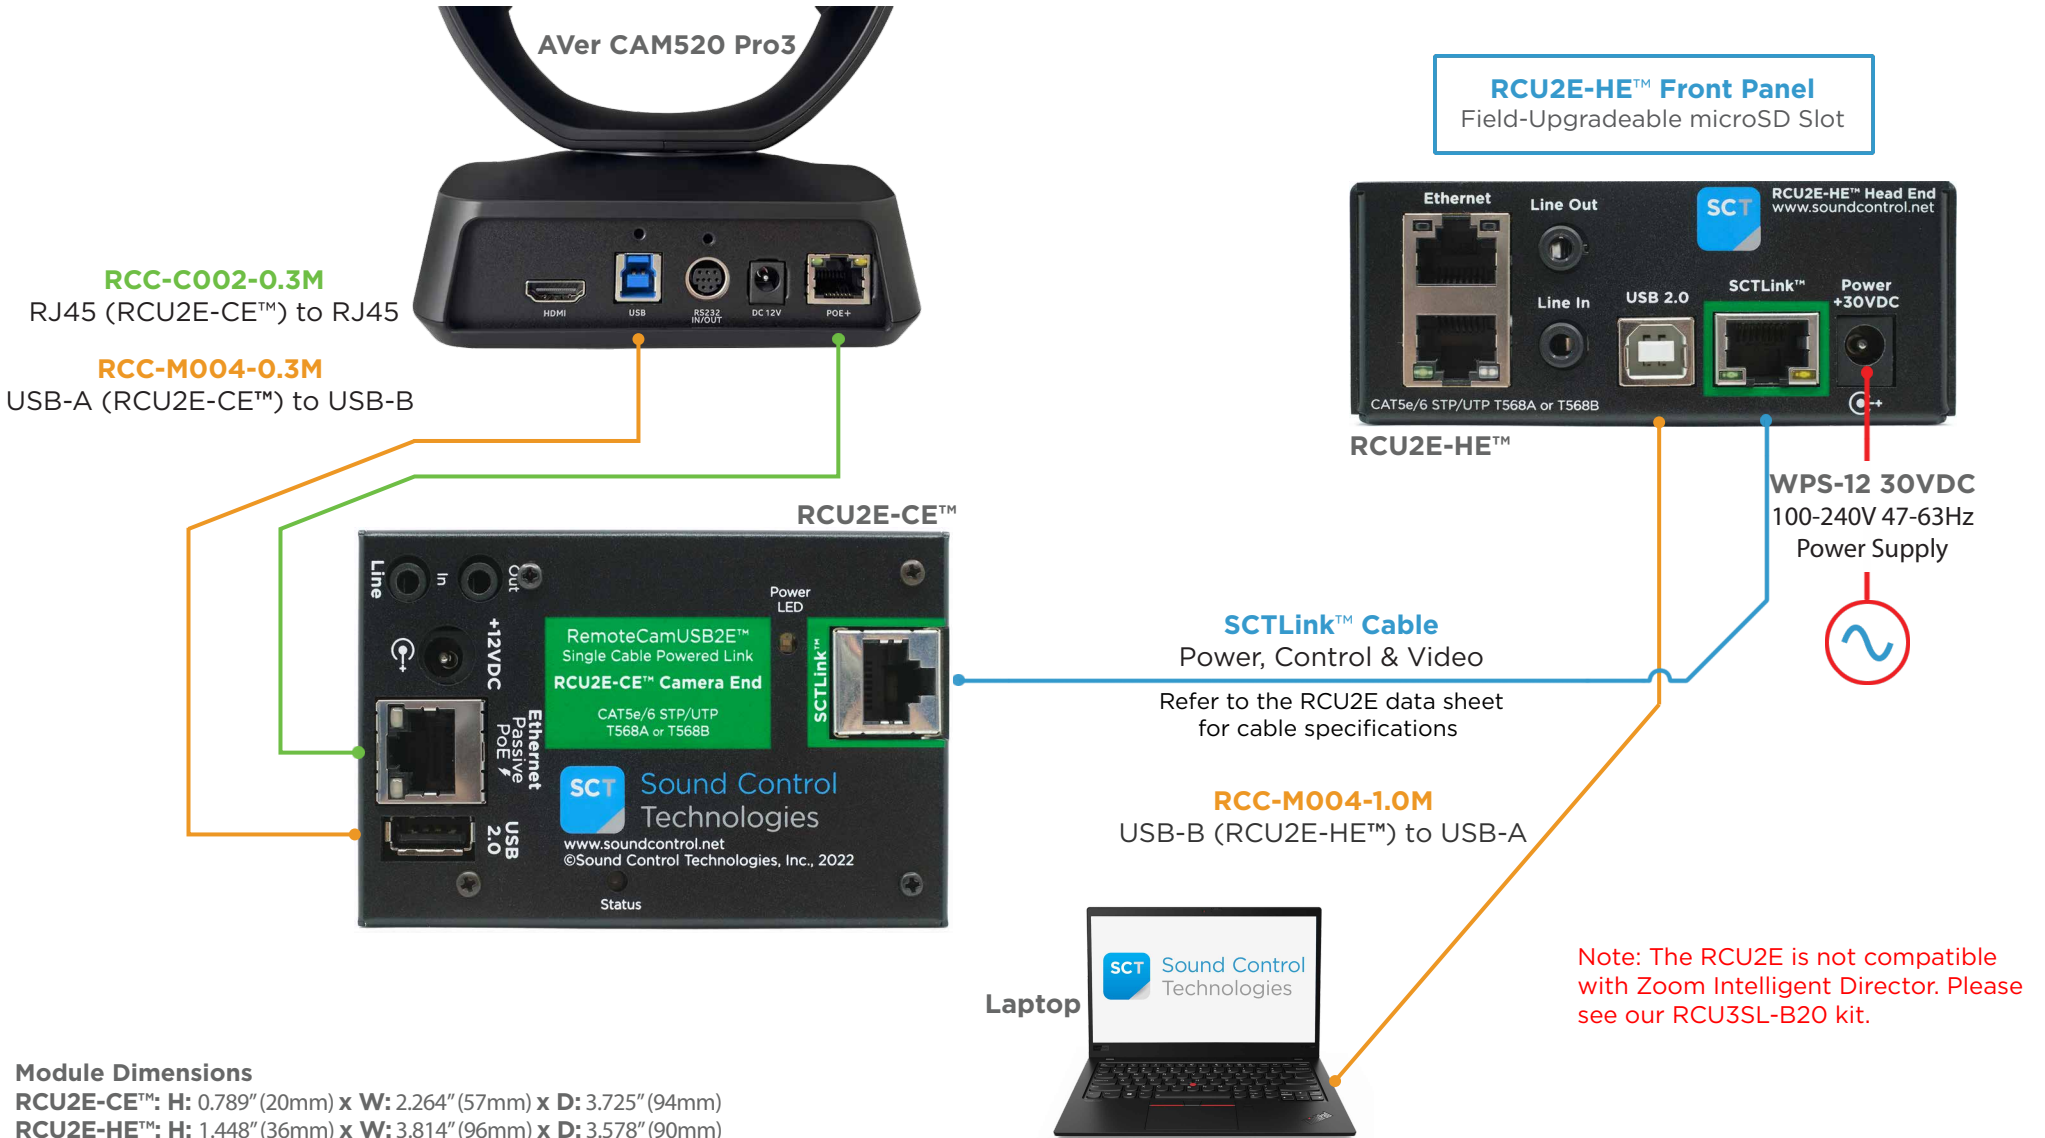 AVer CAM520 Pro3
RCU2E-HE™ Front Panel
Field-Upgradeable microSD Slot
HDMI
USB
RS232
IN/OUT
DC 12V
POE+
RCC-C002-0.3M
RJ45 (RCU2E-CE™) to RJ45
RCC-M004-0.3M
USB-A (RCU2E-CE™) to USB-B
Ethernet
Line Out
SCT
RCU2E-HE™ Head End
www.soundcontrol.net
Line In
USB 2.0
SCTLink™
Power
+30VDC
CAT5e/6 STP/UTP T568A or T568B
RCU2E-HE™
WPS-12 30VDC
100-240V 47-63Hz
Power Supply
RCU2E-CE™
Line
In
Out
+12VDC
Power
LED
RemoteCamUSB2E™
Single Cable Powered Link
RCU2E-CE™ Camera End
CAT5e/6 STP/UTP
T568A or T568B
SCTLink™
Ethernet
Passive
PoE
USB
2.0
SCT
Sound Control
Technologies
www.soundcontrol.net
©Sound Control Technologies, Inc., 2022
Status
SCTLink™ Cable
Power, Control & Video
Refer to the RCU2E data sheet
for cable specifications
RCC-M004-1.0M
USB-B (RCU2E-HE™) to USB-A
Laptop
SCT
Sound Control
Technologies
Note: The RCU2E is not compatible
with Zoom Intelligent Director. Please
see our RCU3SL-B20 kit.
Module Dimensions
RCU2E-CE™: H: 0.789” (20mm) x W: 2.264” (57mm) x D: 3.725” (94mm)
RCU2E-HE™: H: 1.448” (36mm) x W: 3.814” (96mm) x D: 3.578” (90mm)